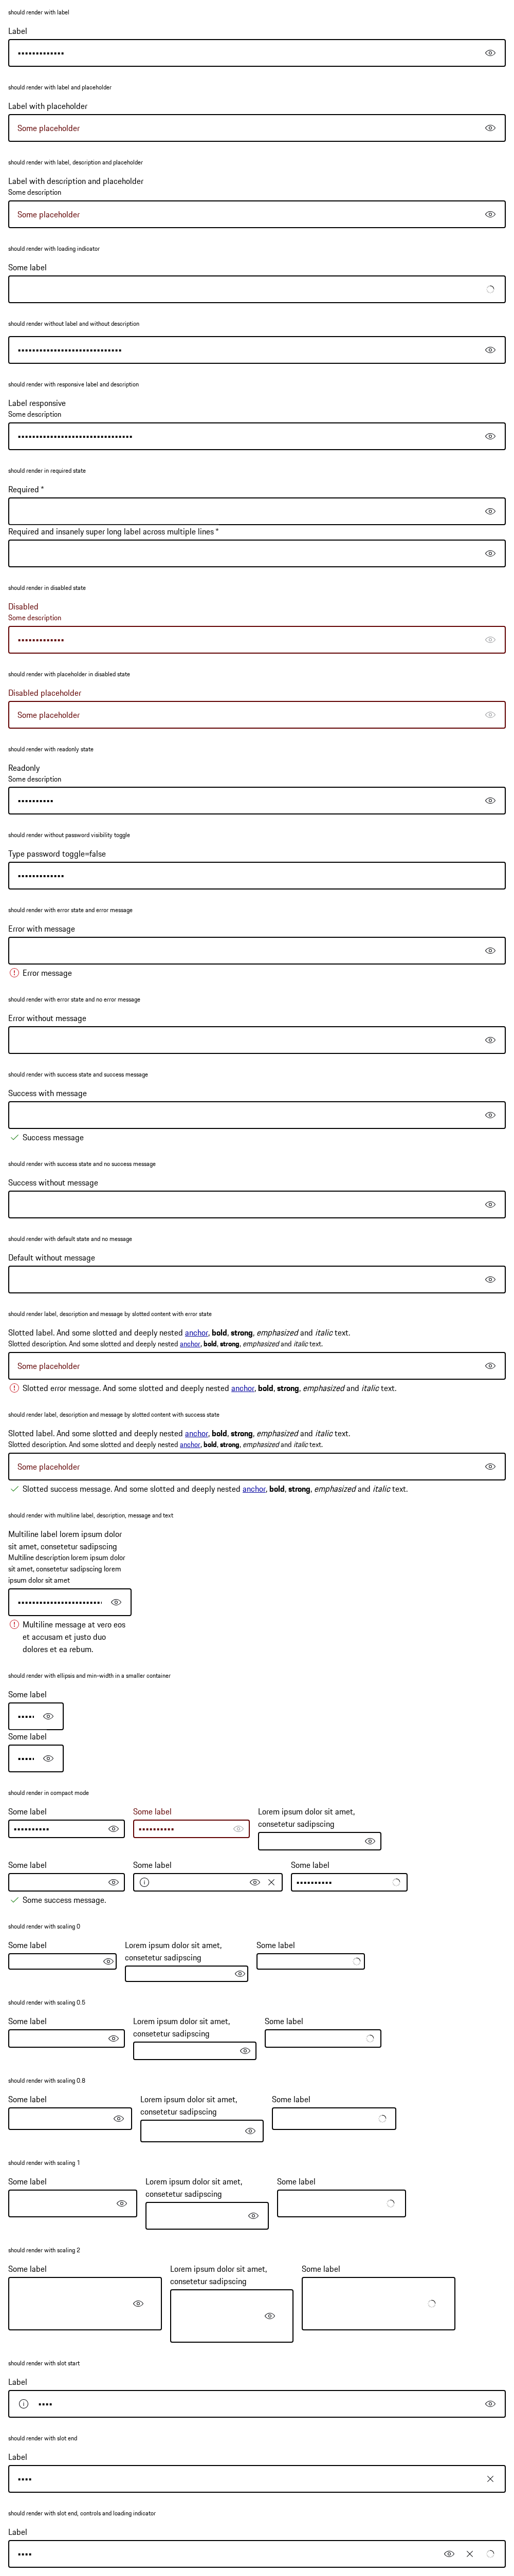 should render with label
Label
•••••••••••••
should render with label and placeholder
Label with placeholder
Some placeholder
should render with label, description and placeholder
Label with description and placeholder
Some description
Some placeholder
should render with loading indicator
Some label
should render without label and without description
•••••••••••••••••••••••••••••
should render with responsive label and description
Label responsive
Some description
••••••••••••••••••••••••••••••••
should render in required state
Required *
Required and insanely super long label across multiple lines *
should render in disabled state
Disabled
Some description
•••••••••••••
should render with placeholder in disabled state
Disabled placeholder
Some placeholder
should render with readonly state
Readonly
Some description
••••••••••
should render without password visibility toggle
Type password toggle=false
•••••••••••••
should render with error state and error message
Error with message
Error message
should render with error state and no error message
Error without message
should render with success state and success message
Success with message
Success message
should render with success state and no success message
Success without message
should render with default state and no message
Default without message
should render label, description and message by slotted content with error state
Slotted label. And some slotted and deeply nested anchor, bold, strong, emphasized and italic text.
Slotted description. And some slotted and deeply nested anchor, bold, strong, emphasized and italic text.
Some placeholder
Slotted error message. And some slotted and deeply nested anchor, bold, strong, emphasized and italic text.
should render label, description and message by slotted content with success state
Slotted label. And some slotted and deeply nested anchor, bold, strong, emphasized and italic text.
Slotted description. And some slotted and deeply nested anchor, bold, strong, emphasized and italic text.
Some placeholder
Slotted success message. And some slotted and deeply nested anchor, bold, strong, emphasized and italic text.
should render with multiline label, description, message and text
Multiline label lorem ipsum dolor
sit amet, consetetur sadipscing
Multiline description lorem ipsum dolor
sit amet, consetetur sadipscing lorem
ipsum dolor sit amet
••••••••••••••••••••••••
Multiline message at vero eos
et accusam et justo duo
dolores et ea rebum.
should render with ellipsis and min-width in a smaller container
Some label
•••••
Some label
•••••
should render in compact mode
Some label
••••••••••
Some label
••••••••••
Lorem ipsum dolor sit amet,
consetetur sadipscing
Some label
Some success message.
Some label
Some label
••••••••••
should render with scaling 0
Some label
Lorem ipsum dolor sit amet,
consetetur sadipscing
Some label
should render with scaling 0.5
Some label
Lorem ipsum dolor sit amet,
consetetur sadipscing
Some label
should render with scaling 0.8
Some label
Lorem ipsum dolor sit amet,
consetetur sadipscing
Some label
should render with scaling 1
Some label
Lorem ipsum dolor sit amet,
consetetur sadipscing
Some label
should render with scaling 2
Some label
Lorem ipsum dolor sit amet,
consetetur sadipscing
Some label
should render with slot start
Label
••••
should render with slot end
Label
••••
should render with slot end, controls and loading indicator
Label
••••